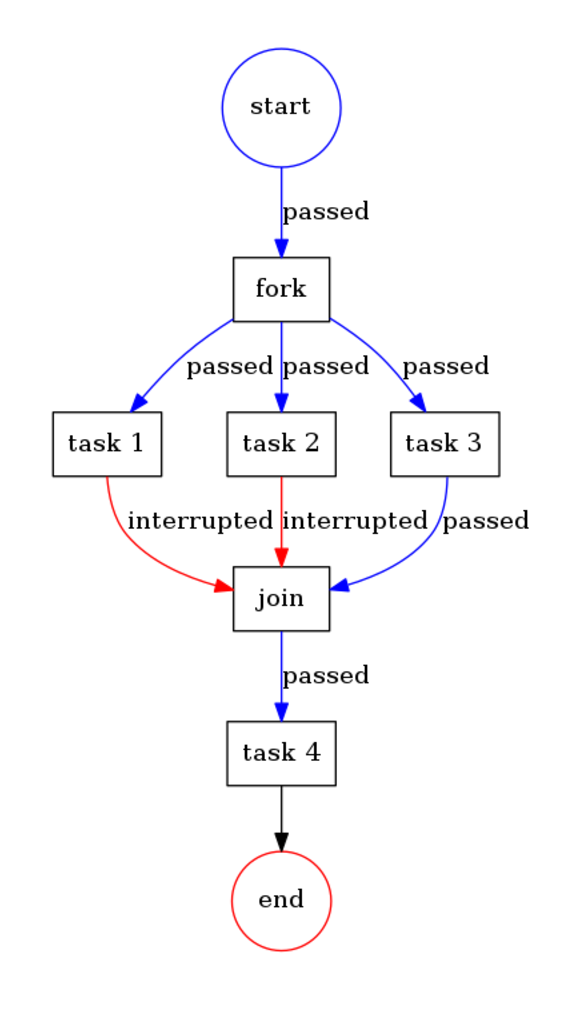 start
passed
fork
passed
passed
passed
task 1
task 2
task 3
interrupted
interrupted
passed
join
passed
task 4
end